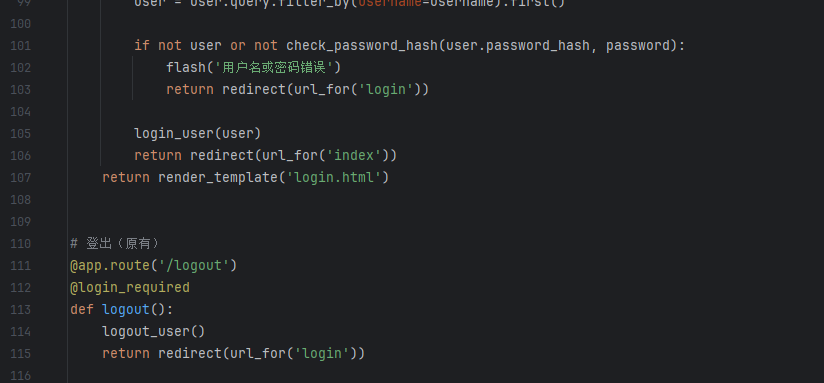 99 user = User.query.filter_by(username=username).first()
100
101 if not user or not check_password_hash(user.password_hash, password):
102 flash('用户名或密码错误')
103 return redirect(url_for('login'))
104
105 login_user(user)
106 return redirect(url_for('index'))
107 return render_template('login.html')
108
109
110 # 登出（原有）
111 @app.route('/logout')
112 @login_required
113 def logout():
114 logout_user()
115 return redirect(url_for('login'))
116